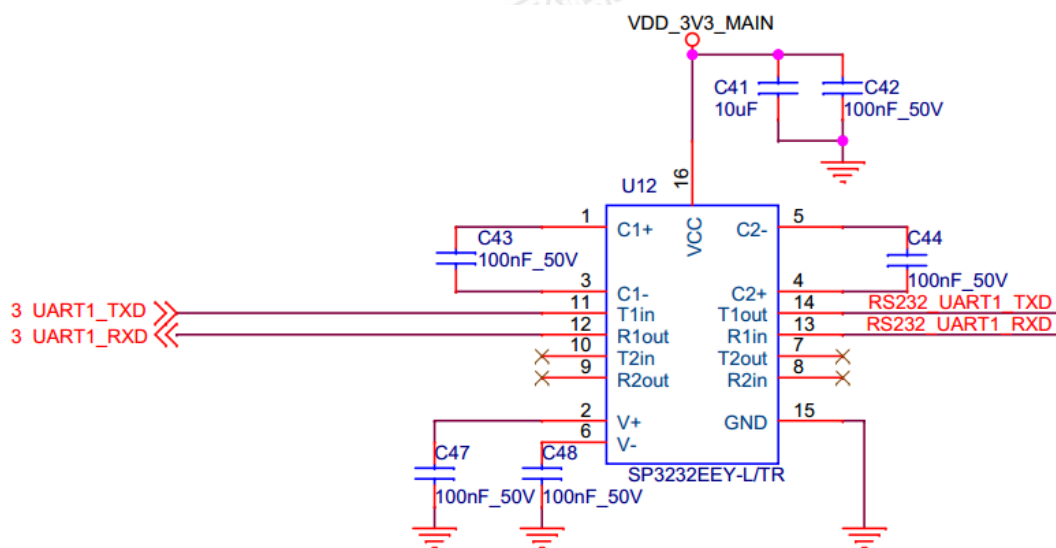 VDD_3V3_MAIN
C41
10uF
C42
100nF_50V
U12
16
VCC
1
C1+
C2-
5
C43
100nF_50V
C44
100nF_50V
3
C1-
C2+
4
3 UART1_TXD
11
T1in
T1out
14
RS232_UART1_TXD
3 UART1_RXD
12
R1out
R1in
13
RS232_UART1_RXD
10
T2in
T2out
7
9
R2out
R2in
8
2
V+
GND
15
6
V-
C47
100nF_50V
C48
100nF_50V
SP3232EEY-L/TR